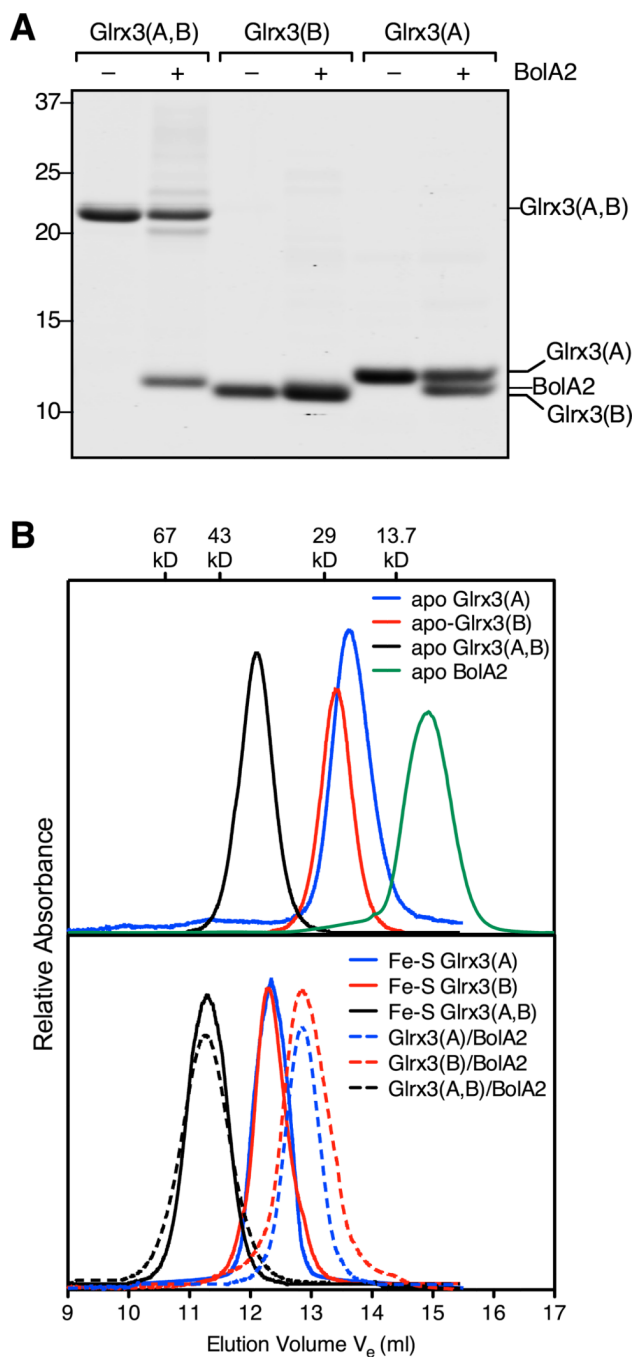 A
Glrx3(A,B) Glrx3(B) Glrx3(A)
– + – + – + BolA2
37
25
20
15
10
Glrx3(A,B)
Glrx3(A)
BolA2
Glrx3(B)
B
67 43 29 13.7
kD kD kD kD
apo Glrx3(A)
apo-Glrx3(B)
apo Glrx3(A,B)
apo BolA2
Fe-S Glrx3(A)
Fe-S Glrx3(B)
Fe-S Glrx3(A,B)
Glrx3(A)/BolA2
Glrx3(B)/BolA2
Glrx3(A,B)/BolA2
Relative Absorbance
9 10 11 12 13 14 15 16 17
Elution Volume Ve (ml)